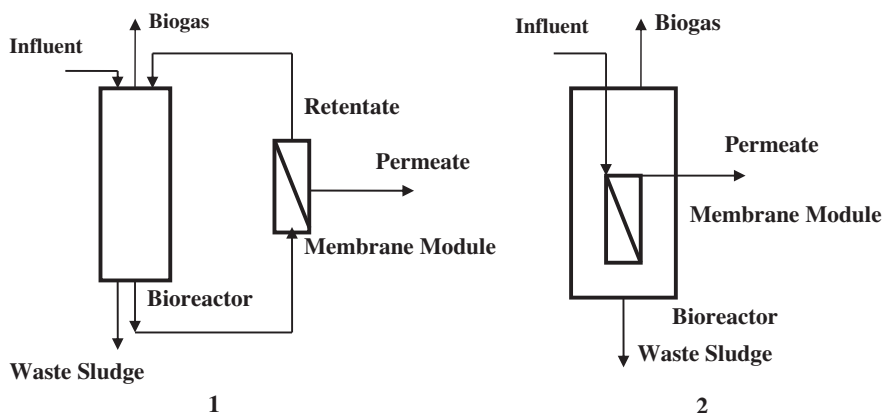 Biogas
Influent
Retentate
Permeate
Membrane Module
Bioreactor
Waste Sludge
1
Influent
Biogas
Permeate
Membrane Module
Bioreactor
Waste Sludge
2